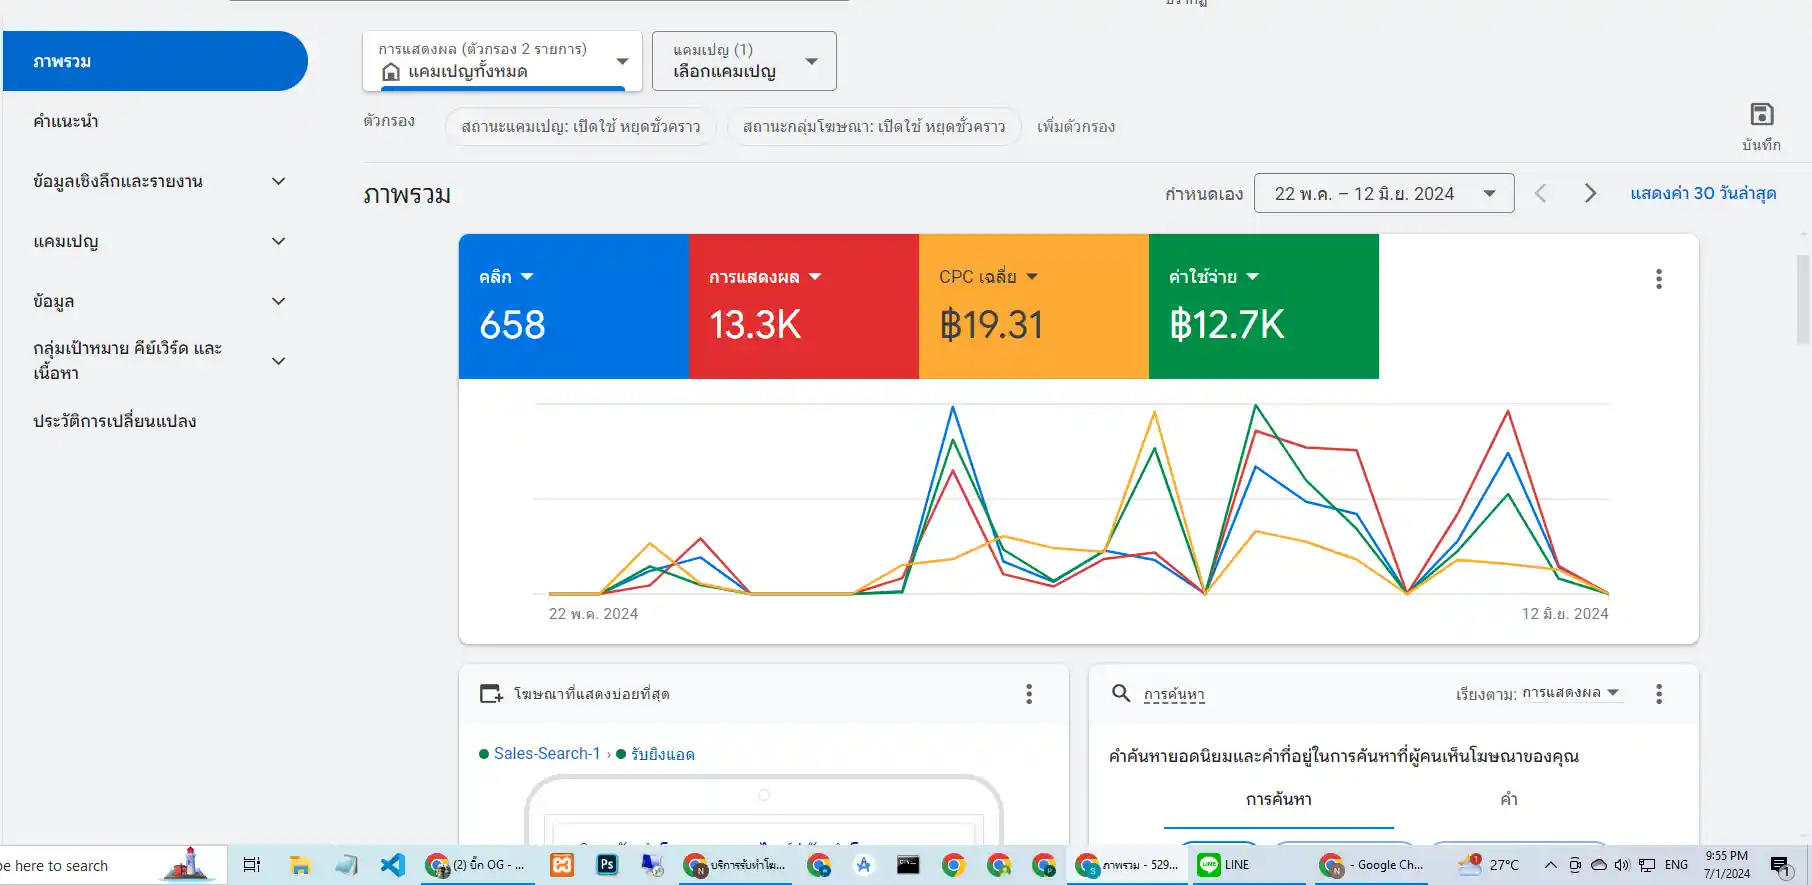 ภาพรวม
คำแนะนำ
ข้อมูลเชิงลึกและรายงาน
แคมเปญ
ข้อมูล
กลุ่มเป้าหมาย คีย์เวิร์ด และ
เนื้อหา
ประวัติการเปลี่ยนแปลง
การแสดงผล (ตัวกรอง 2 รายการ)
แคมเปญทั้งหมด
แคมเปญ (1)
เลือกแคมเปญ
ตัวกรอง
สถานะแคมเปญ: เปิดใช้ หยุดชั่วคราว
สถานะกลุ่มโฆษณา: เปิดใช้ หยุดชั่วคราว
เพิ่มตัวกรอง
บันทึก
ภาพรวม
กำหนดเอง
22 พ.ค. – 12 มิ.ย. 2024
แสดงค่า 30 วันล่าสุด
คลิก
658
การแสดงผล
13.3K
CPC เฉลี่ย
฿19.31
ค่าใช้จ่าย
฿12.7K
22 พ.ค. 2024
12 มิ.ย. 2024
โฆษณาที่แสดงบ่อยที่สุด
Sales-Search-1 › รับยิงแอด
การค้นหา
เรียงตาม: การแสดงผล
คำค้นหายอดนิยมและคำที่อยู่ในการค้นหาที่ผู้คนเห็นโฆษณาของคุณ
การค้นหา
คำ
pe here to search
(2) บิ๊ก OG - ...
Ps
บริการรับทำโฆ...
ภาพรวม - 529...
LINE
- Google Ch...
27°C
ENG
9:55 PM
7/1/2024